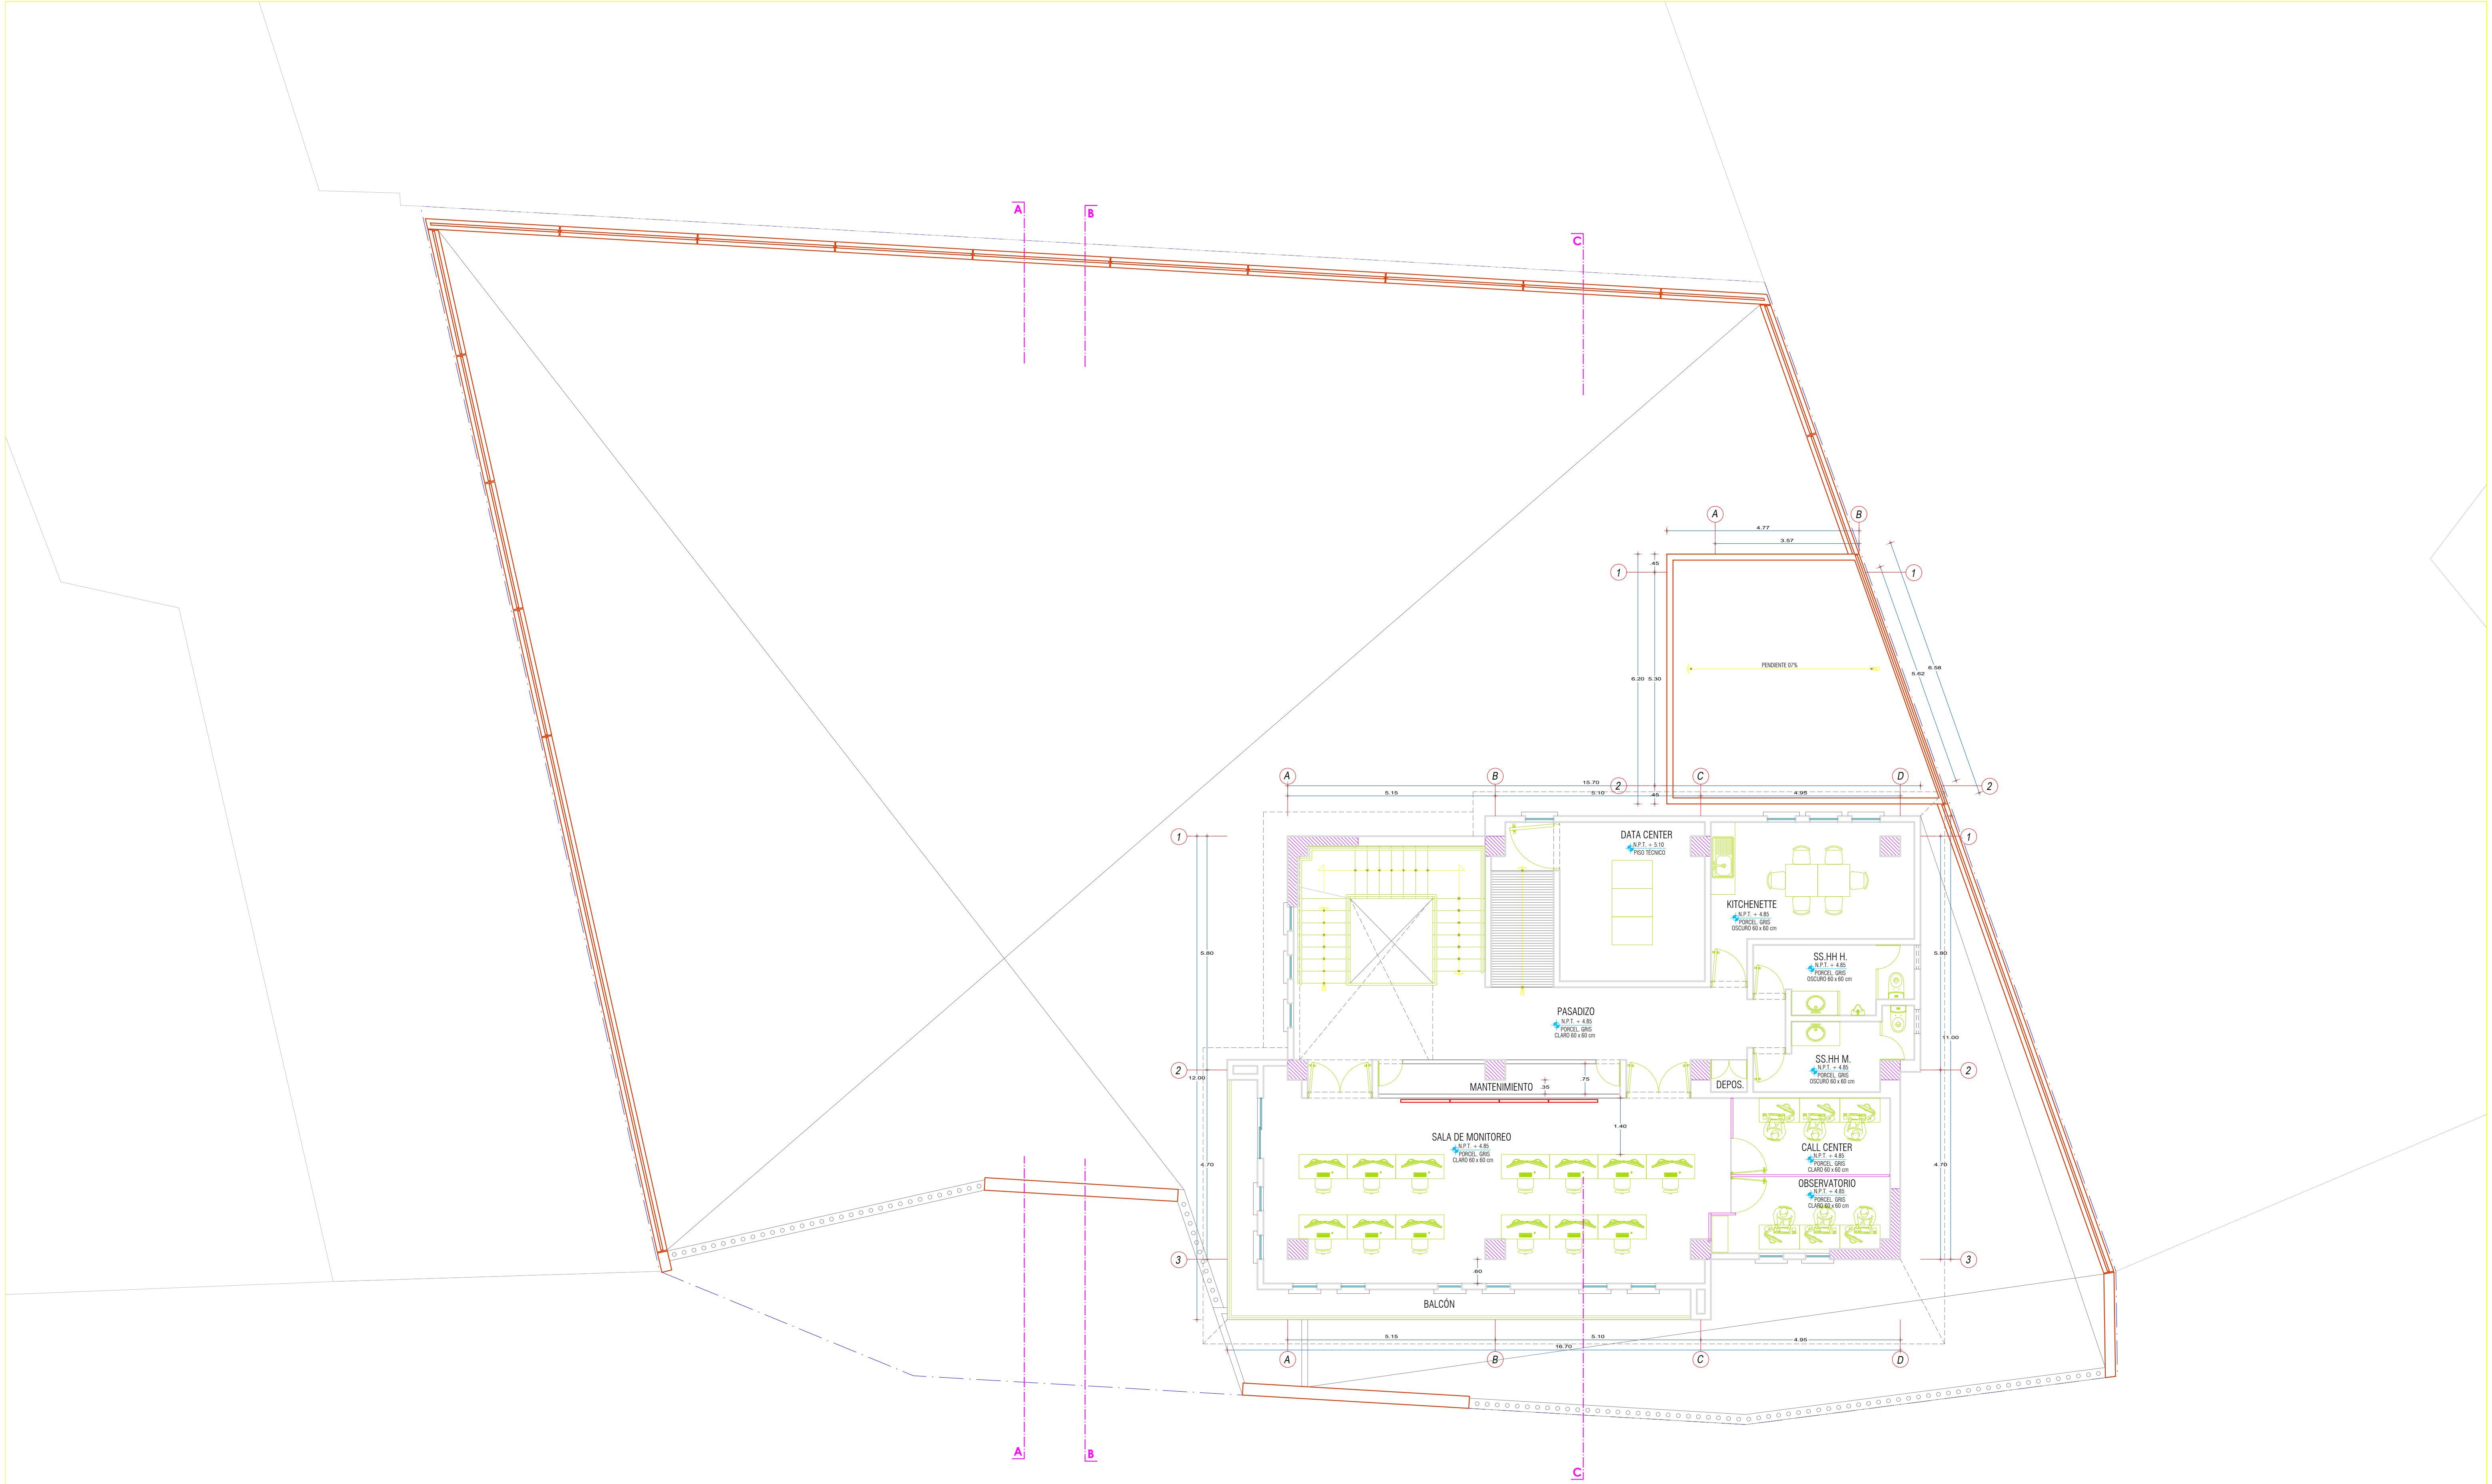 A
B
C
A
B
4.77
3.57
.45
1
1
PENDIENTE 07%
6.58
5.62
6.20
5.30
A
B
2
C
D
2
15.70
5.15
5.10
.45
4.95
1
1
DATA CENTER
N.P.T. + 5.10
PISO TECNICO
KITCHENETTE
N.P.T. + 4.85
PORCEL. GRIS
OSCURO 60 x 60 cm
5.80
5.80
SS.HH H.
N.P.T. + 4.85
PORCEL. GRIS
OSCURO 60 x 60 cm
PASADIZO
N.P.T. + 4.85
PORCEL. GRIS
CLARO 60 x 60 cm
11.00
SS.HH M.
N.P.T. + 4.85
PORCEL. GRIS
OSCURO 60 x 60 cm
2
2
12.00
MANTENIMIENTO
.35
.75
DEPOS.
1.40
SALA DE MONITOREO
N.P.T. + 4.85
PORCEL. GRIS
CLARO 60 x 60 cm
CALL CENTER
N.P.T. + 4.85
PORCEL. GRIS
CLARO 60 x 60 cm
4.70
4.70
OBSERVATORIO
N.P.T. + 4.85
PORCEL. GRIS
CLARO 60 x 60 cm
3
3
.60
BALCÓN
5.15
5.10
4.95
16.70
A
B
C
D
A
B
C